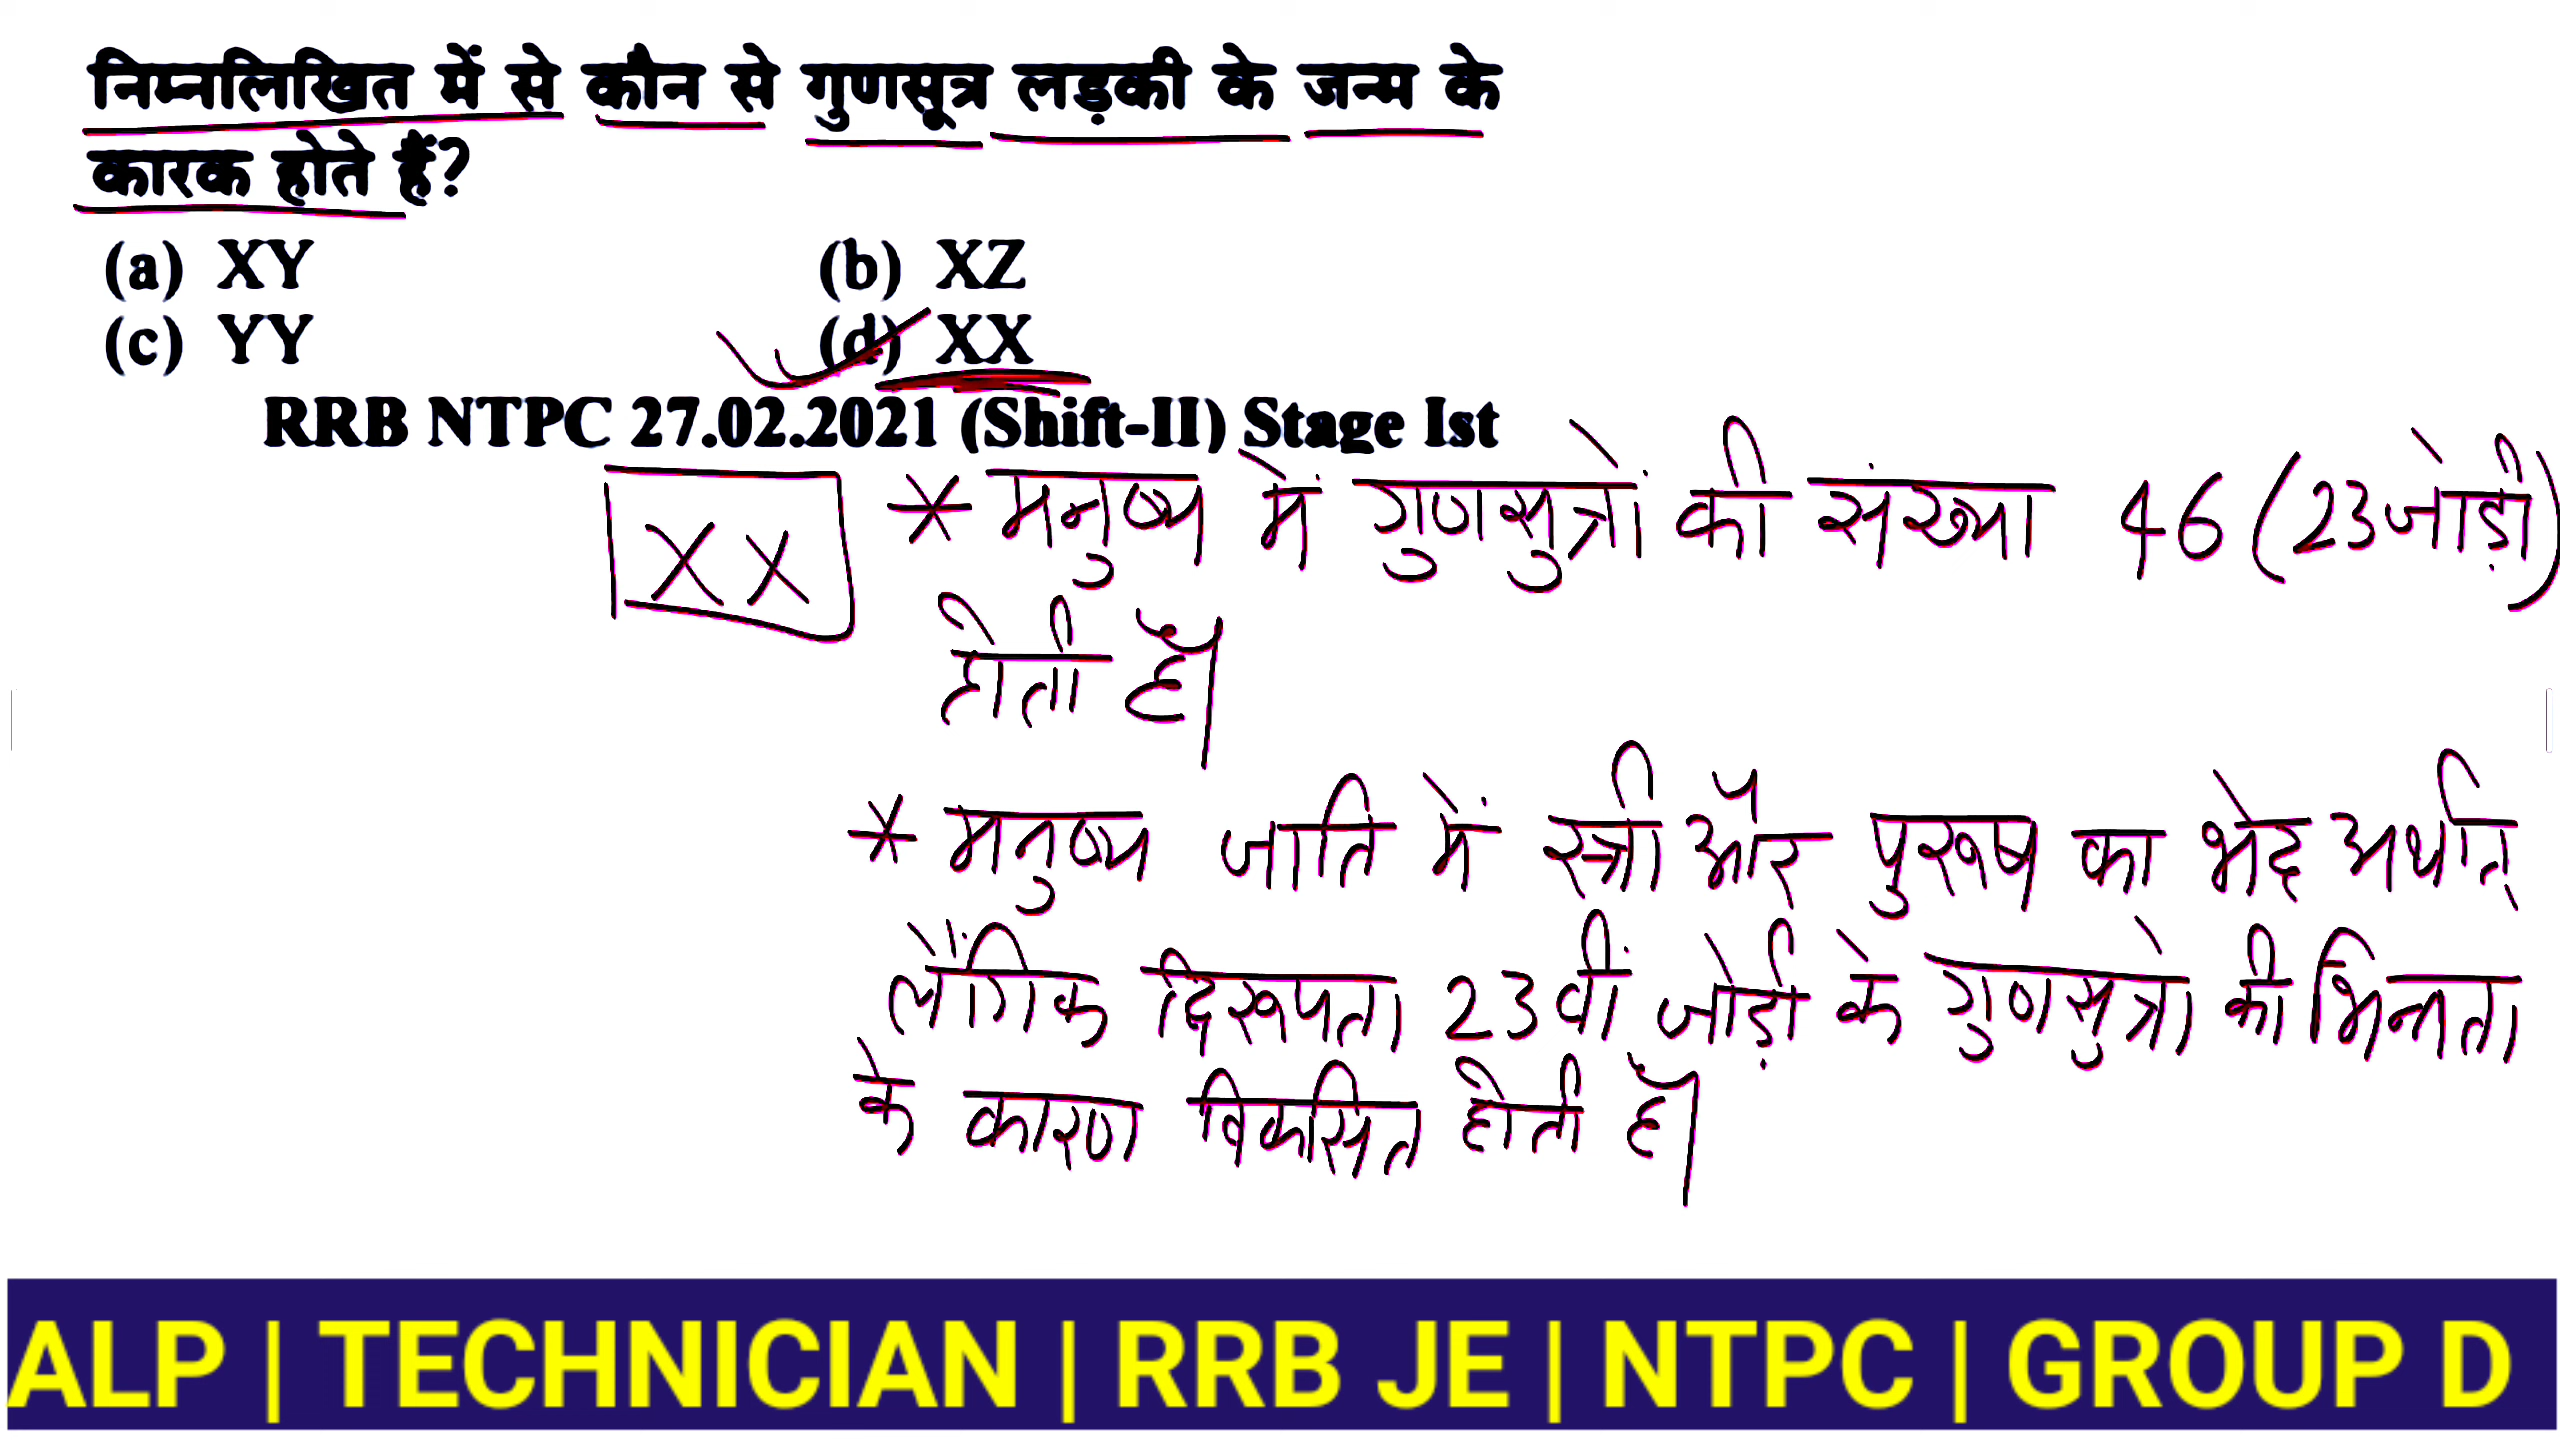 निम्नलिखित में से कौन से गुणसूत्र लड़की के जन्म के
कारक होते हैं?
(a) XY (b) XZ
(c) YY (d) XX
RRB NTPC 27.02.2021 (Shift-II) Stage Ist
XX * मनुष्य में गुणसुत्रों की संख्या 46 (23 जोड़ी)
होती है।
* मनुष्य जाति में स्त्री और पुरूष का भेद अर्थात्
लैंगिक द्विरूपता 23वीं जोड़ी के गुणसुत्रो की भिन्नता
के कारण विकसित होती है।
ALP | TECHNICIAN | RRB JE | NTPC | GROUP D